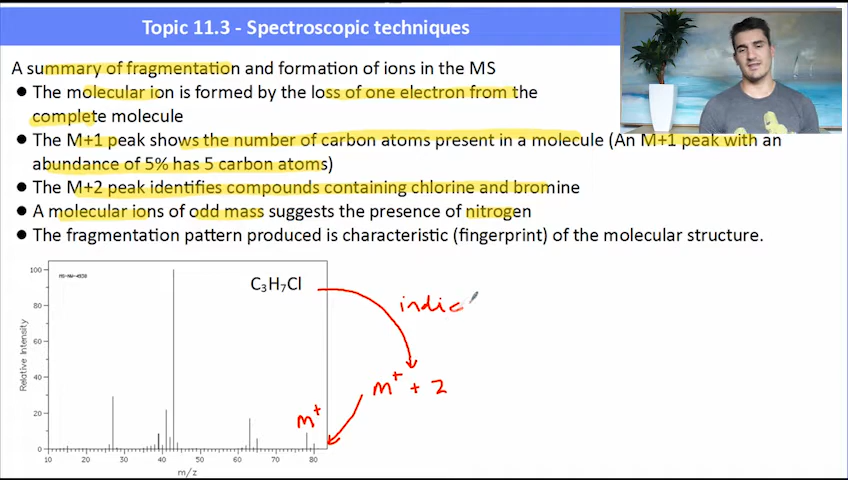 Topic 11.3 - Spectroscopic techniques
A summary of fragmentation and formation of ions in the MS
● The molecular ion is formed by the loss of one electron from the
complete molecule
● The M+1 peak shows the number of carbon atoms present in a molecule (An M+1 peak with an
abundance of 5% has 5 carbon atoms)
● The M+2 peak identifies compounds containing chlorine and bromine
● A molecular ions of odd mass suggests the presence of nitrogen
● The fragmentation pattern produced is characteristic (fingerprint) of the molecular structure.
MS-NW-4938
C₃H₇Cl
indic
m⁺ + 2
m⁺
Relative Intensity
100
80
60
40
20
0
10 20 30 40 50 60 70 80
m/z